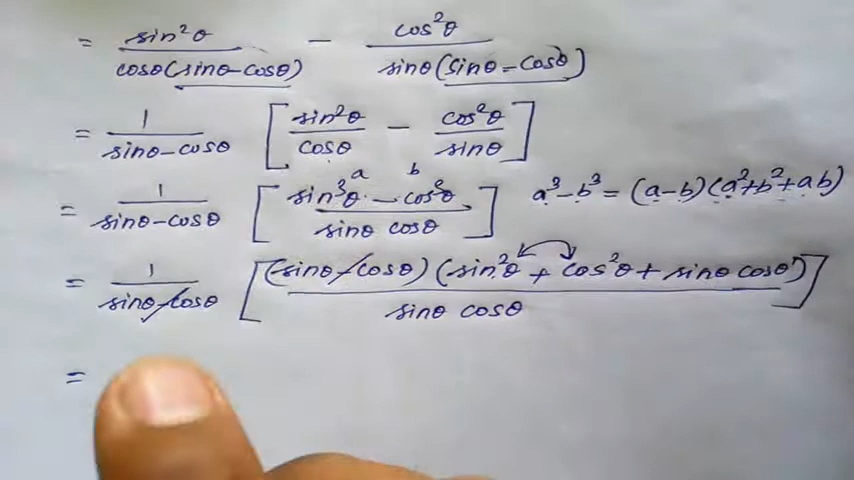 = sin²θ / cosθ(sinθ-cosθ) - cos²θ / sinθ(sinθ-cosθ)
= 1 / sinθ-cosθ [ sin²θ / cosθ - cos²θ / sinθ ]
a b
= 1 / sinθ-cosθ [ sin³θ - cos³θ / sinθ cosθ ] a³-b³ = (a-b)(a²+b²+ab)
= 1 / sinθ-cosθ [ (sinθ-cosθ)(sin²θ + cos²θ + sinθ cosθ) / sinθ cosθ ]
=